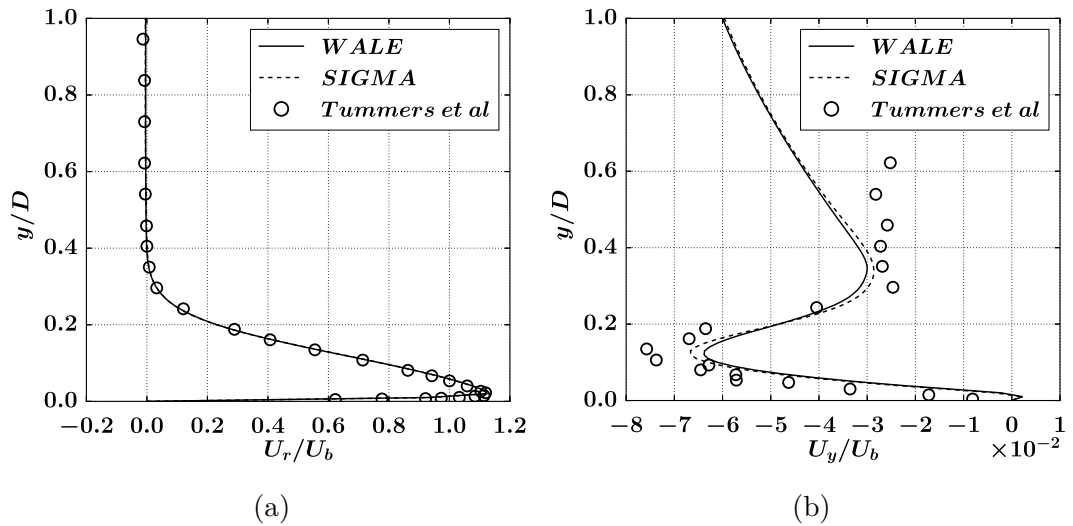 1.0
0.8
0.6
0.4
0.2
0.0
y/D
−0.2 0.0 0.2 0.4 0.6 0.8 1.0 1.2
U_r/U_b
WALE
SIGMA
Tummers et al
(a)
1.0
0.8
0.6
0.4
0.2
0.0
y/D
−8 −7 −6 −5 −4 −3 −2 −1 0 1 2
×10⁻²
U_y/U_b
WALE
SIGMA
Tummers et al
(b)